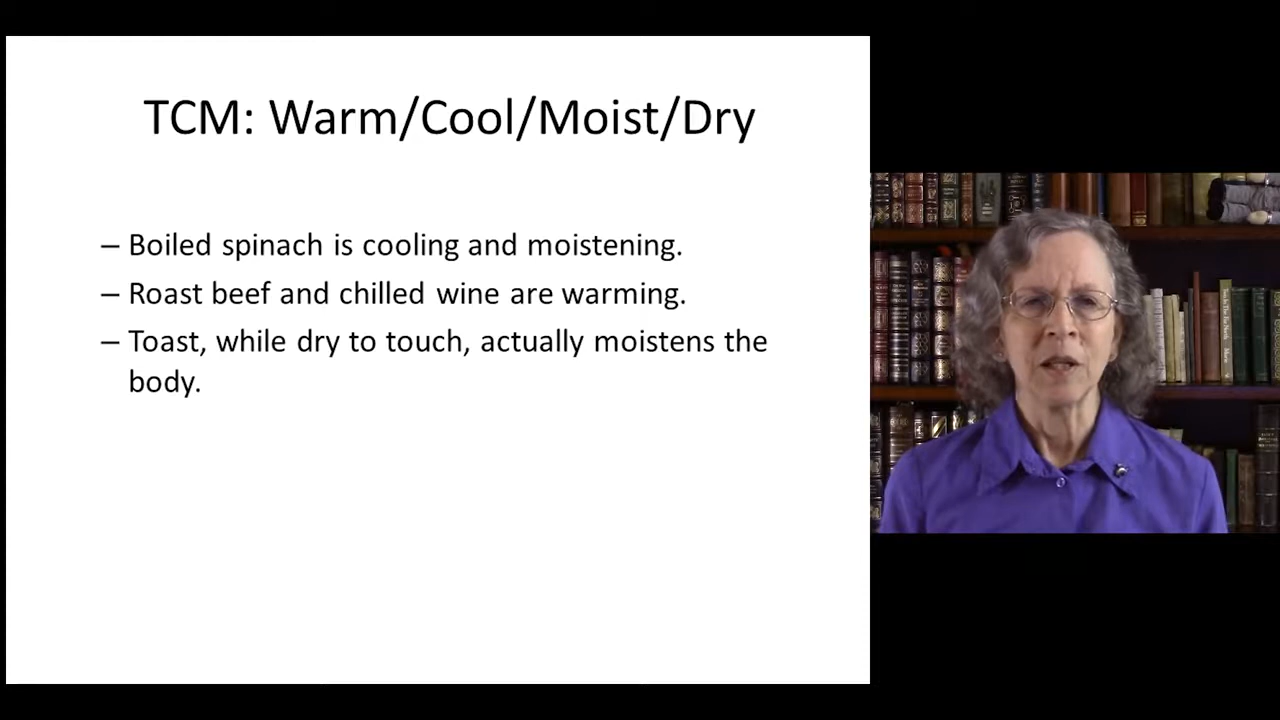 TCM: Warm/Cool/Moist/Dry
– Boiled spinach is cooling and moistening.
– Roast beef and chilled wine are warming.
– Toast, while dry to touch, actually moistens the
body.